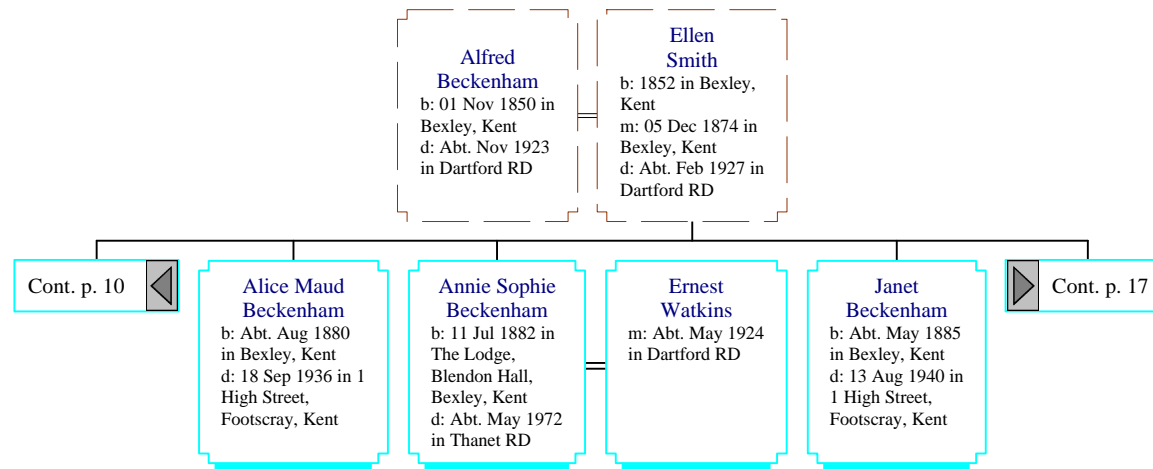 Alfred
Beckenham
b: 01 Nov 1850 in
Bexley, Kent
d: Abt. Nov 1923
in Dartford RD
Ellen
Smith
b: 1852 in Bexley,
Kent
m: 05 Dec 1874 in
Bexley, Kent
d: Abt. Feb 1927 in
Dartford RD
Cont. p. 10
Alice Maud
Beckenham
b: Abt. Aug 1880
in Bexley, Kent
d: 18 Sep 1936 in 1
High Street,
Footscray, Kent
Annie Sophie
Beckenham
b: 11 Jul 1882 in
The Lodge,
Blendon Hall,
Bexley, Kent
d: Abt. May 1972
in Thanet RD
Ernest
Watkins
m: Abt. May 1924
in Dartford RD
Janet
Beckenham
b: Abt. May 1885
in Bexley, Kent
d: 13 Aug 1940 in
1 High Street,
Footscray, Kent
Cont. p. 17